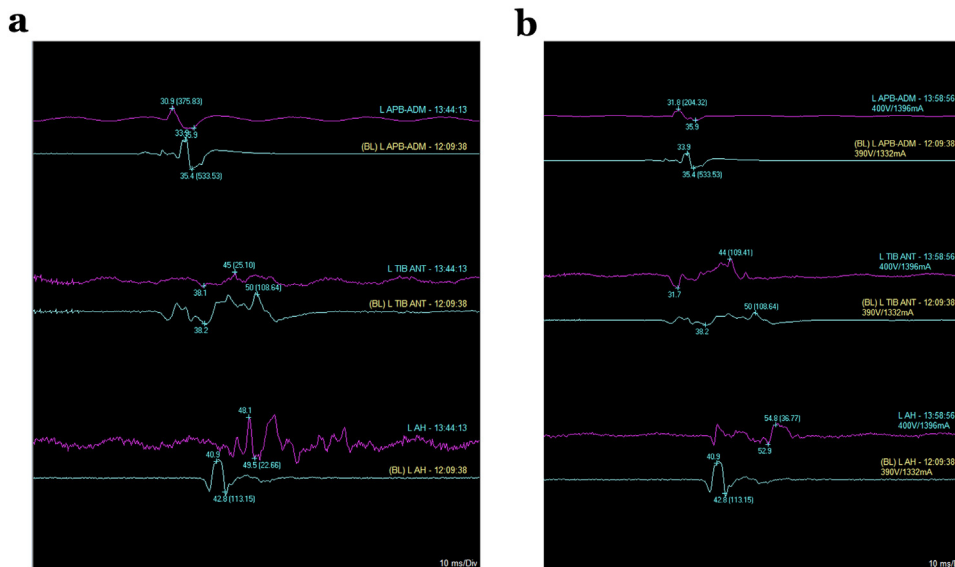 a
30.9 (375.83)
L APB-ADM - 13:44:13
33.9
35.9
(BL) L APB-ADM - 12:09:38
35.4 (533.53)
45 (25.10)
L TIB ANT - 13:44:13
38.1
50 (108.64)
(BL) L TIB ANT - 12:09:38
38.2
48.1
L AH - 13:44:13
49.5 (22.66)
40.9
(BL) L AH - 12:09:38
42.8 (113.15)
10 ms/Div
b
31.8 (204.32)
L APB-ADM - 13:58:56
400V/1396mA
35.9
33.9
(BL) L APB-ADM - 12:09:38
390V/1332mA
35.4 (533.53)
44 (109.41)
L TIB ANT - 13:58:56
400V/1396mA
31.7
50 (108.64)
(BL) L TIB ANT - 12:09:38
390V/1332mA
38.2
54.8 (36.77)
L AH - 13:58:56
400V/1396mA
52.9
40.9
(BL) L AH - 12:09:38
390V/1332mA
42.8 (113.15)